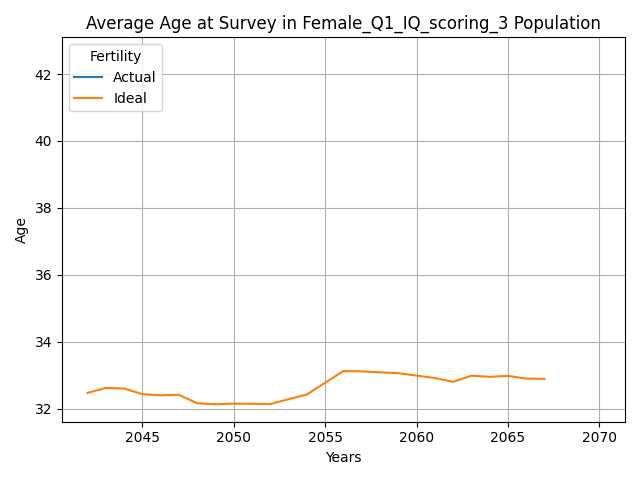 Average Age at Survey in Female_Q1_IQ_scoring_3 Population
Fertility
Actual
Ideal
42
40
38
36
34
32
Age
2045 2050 2055 2060 2065 2070
Years